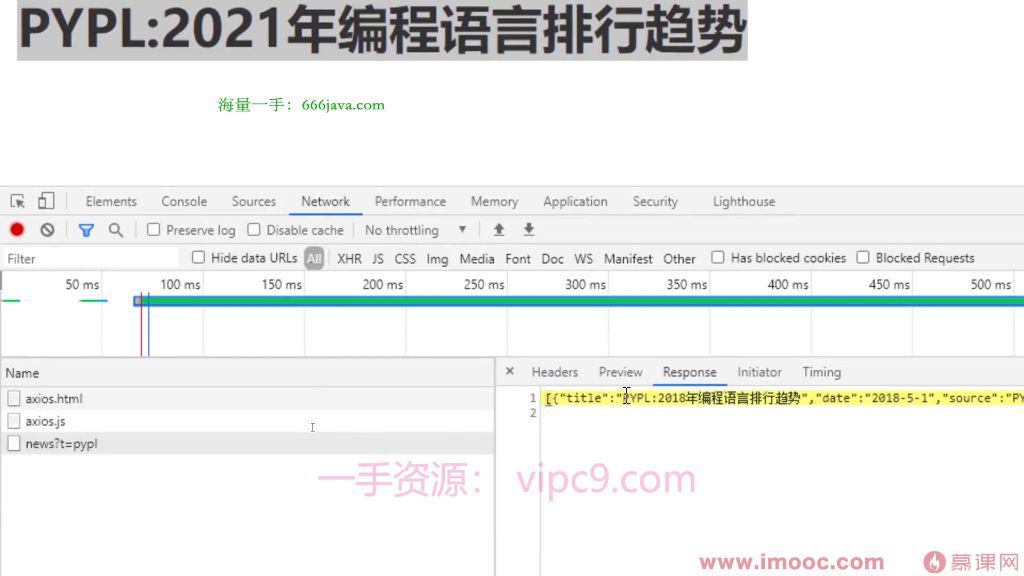 PYPL:2021年编程语言排行趋势
海量一手：666java.com
Elements Console Sources Network Performance Memory Application Security Lighthouse
Preserve log Disable cache No throttling
Filter Hide data URLs All XHR JS CSS Img Media Font Doc WS Manifest Other Has blocked cookies Blocked Requests
50 ms 100 ms 150 ms 200 ms 250 ms 300 ms 350 ms 400 ms 450 ms 500 ms
Name
axios.html
axios.js
news?t=pypl
× Headers Preview Response Initiator Timing
1 [{"title":"PYPL:2018年编程语言排行趋势","date":"2018-5-1","source":"PY
2
一手资源： vipc9.com
www.imooc.com 慕课网